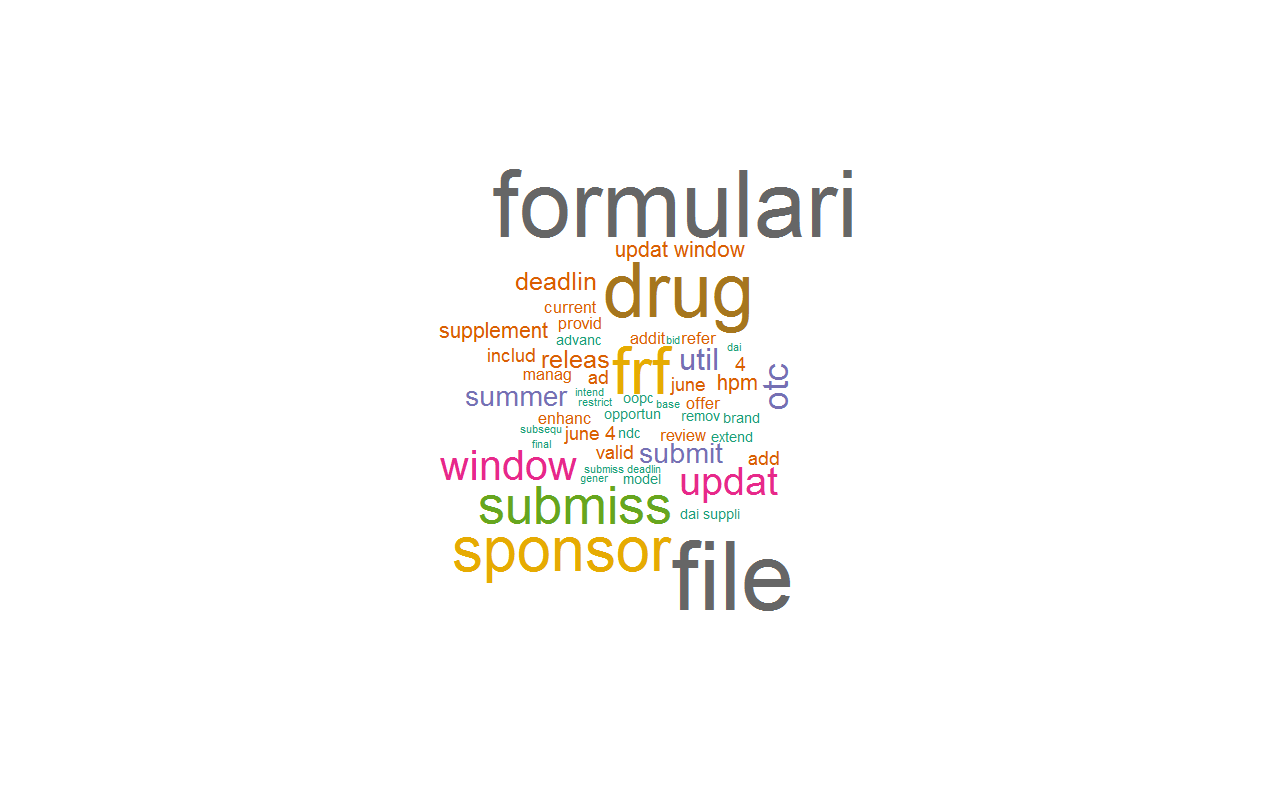 formulari
updat window
deadlin
drug
current
provid
supplement
advanc
addit
bid
refer
dai
includ
releas
frf
util
4
manag
ad
june
hpm
otc
summer
intend
restrict
oopc
base
offer
enhanc
opportun
remov
brand
subsequ
june 4
ndc
review
extend
final
valid
submit
add
window
submiss deadlin
gener
model
updat
submiss
dai suppli
sponsor
file